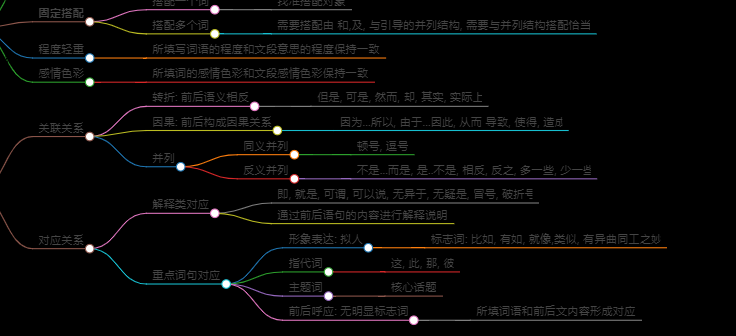 固定搭配
搭配多个词
需要搭配由 和,及, 与引导的并列结构, 需要与并列结构搭配恰当
程度轻重
所填写词语的程度和文段意思的程度保持一致
感情色彩
所填词的感情色彩和文段感情色彩保持一致
转折: 前后语义相反
但是, 可是, 然而, 却, 其实, 实际上
关联关系
因果: 前后构成因果关系
因为...所以, 由于...因此, 从而 导致, 使得, 造成
并列
同义并列
顿号, 逗号
反义并列
不是...而是, 是..不是, 相反, 反之, 多一些, 少一些
解释类对应
即, 就是, 可谓, 可以说, 无异于, 无疑是, 冒号, 破折号
通过前后语句的内容进行解释说明
对应关系
形象表达: 拟人
标志词: 比如, 有如, 就像,类似, 有异曲同工之妙
指代词
这, 此, 那, 彼
重点词句对应
主题词
核心话题
前后呼应: 无明显标志词
所填词语和前后文内容形成对应